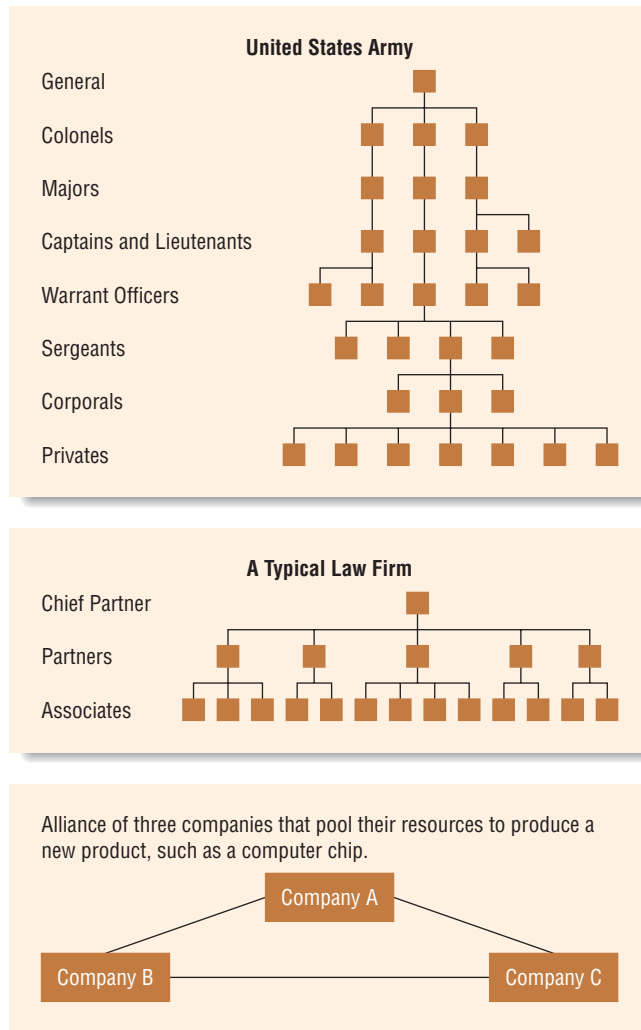 United States Army
General
Colonels
Majors
Captains and Lieutenants
Warrant Officers
Sergeants
Corporals
Privates
A Typical Law Firm
Chief Partner
Partners
Associates
Alliance of three companies that pool their resources to produce a
new product, such as a computer chip.
Company A
Company B
Company C